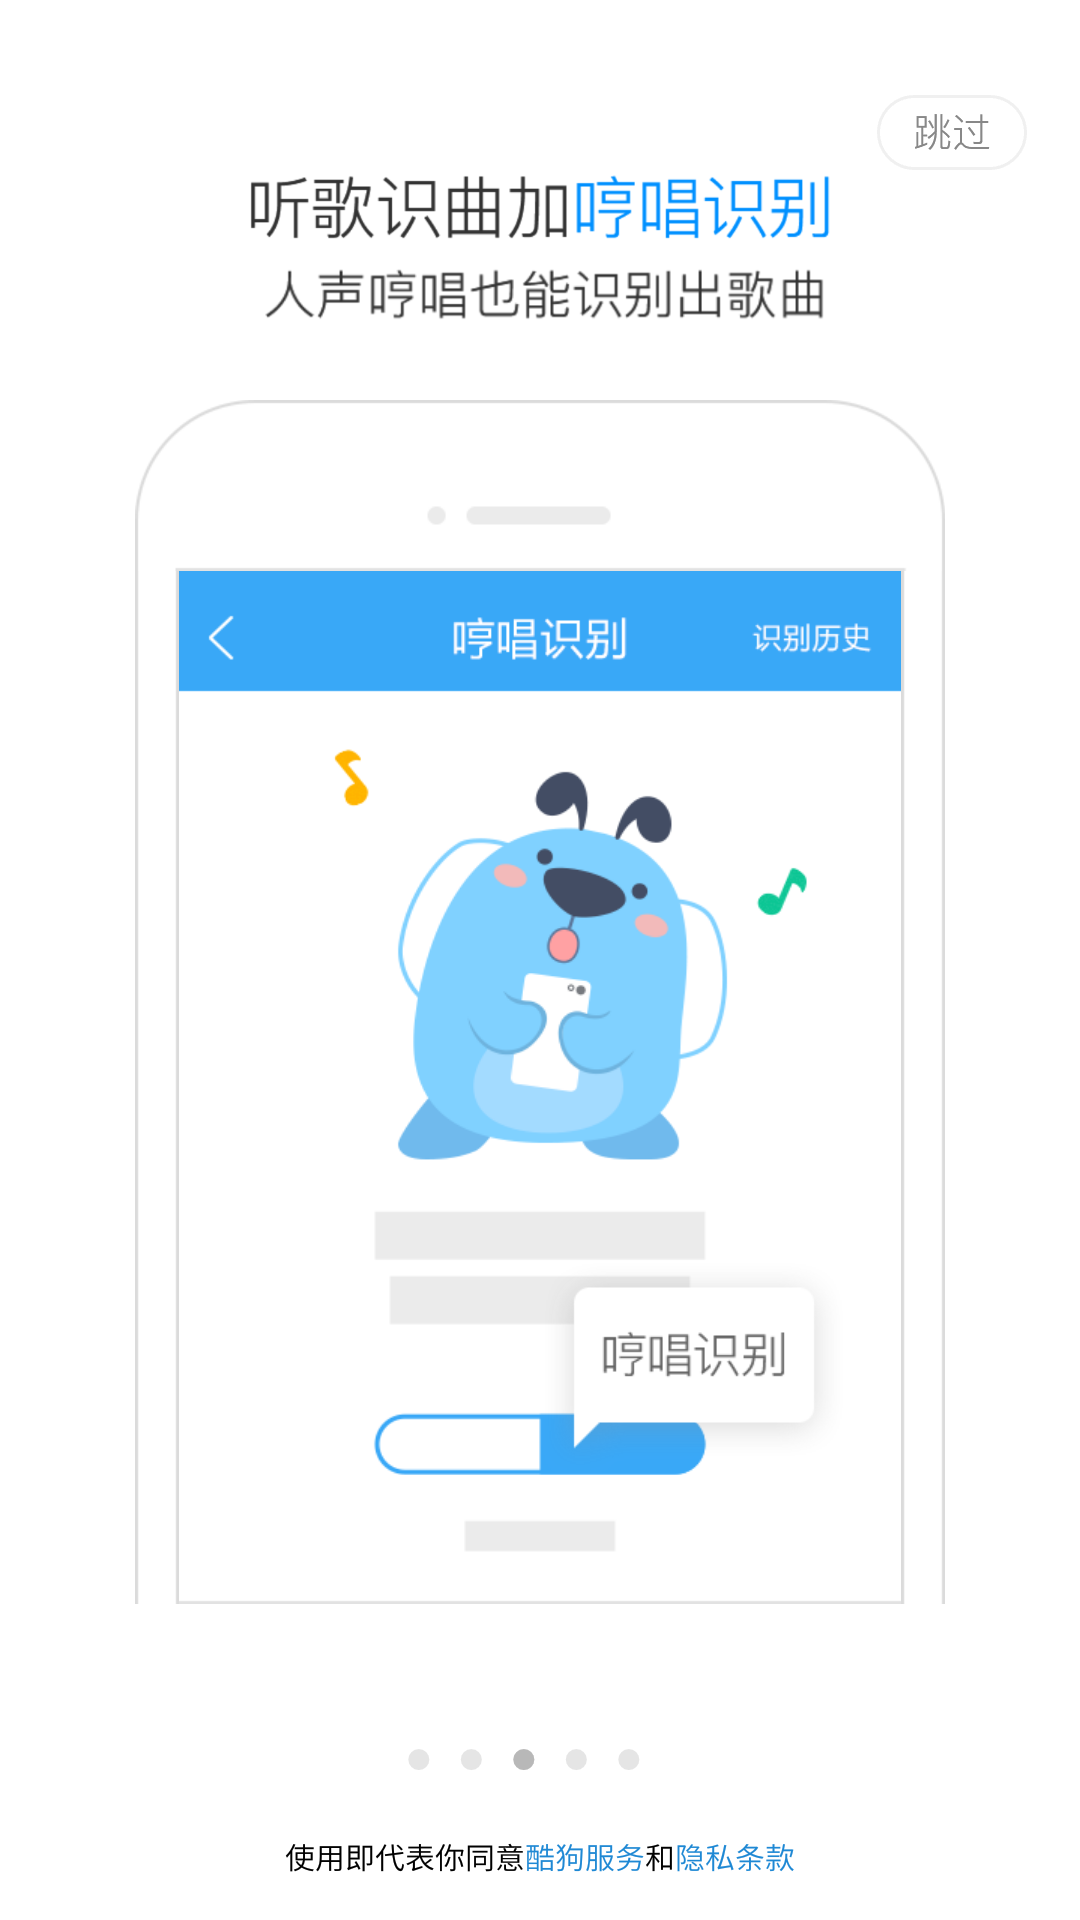 跳过
听歌识曲加哼唱识别
人声哼唱也能识别出歌曲
哼唱识别
识别历史
哼唱识别
使用即代表你同意酷狗服务和隐私条款